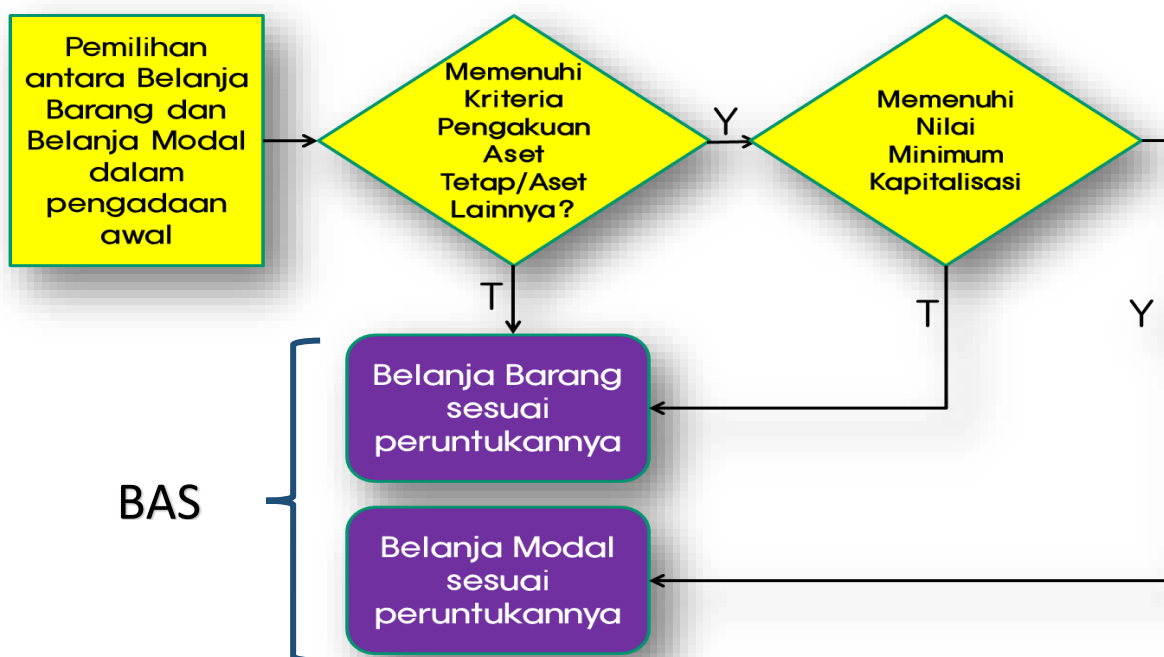 Pemilihan
antara Belanja
Barang dan
Belanja Modal
dalam
pengadaan
awal
Memenuhi
Kriteria
Pengakuan
Aset
Tetap/Aset
Lainnya?
Y
Memenuhi
Nilai
Minimum
Kapitalisasi
T
T
Y
Belanja Barang
sesuai
peruntukannya
BAS
Belanja Modal
sesuai
peruntukannya